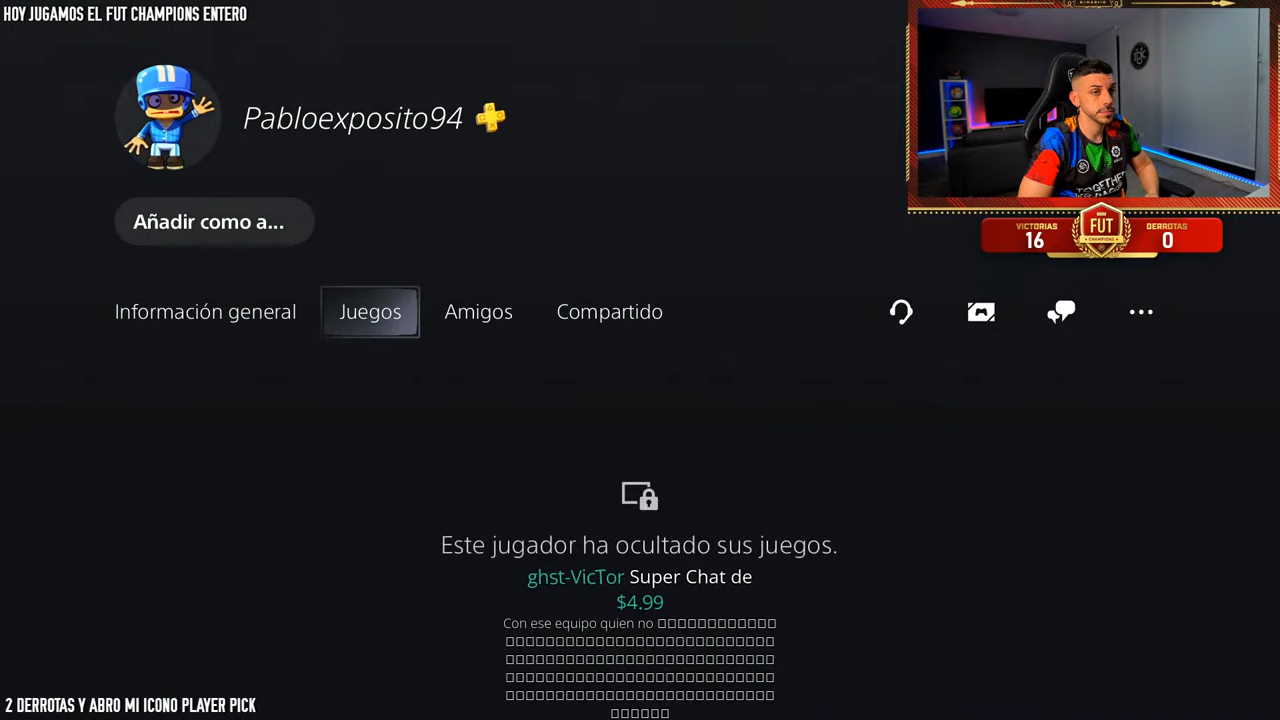 HOY JUGAMOS EL FUT CHAMPIONS ENTERO
Pabloexposito94
Añadir como a...
VICTORIAS
16
FUT
CHAMPIONS
DERROTAS
0
Información general
Juegos
Amigos
Compartido
Este jugador ha ocultado sus juegos.
ghst-VicTor Super Chat de
$4.99
Con ese equipo quien no
2 DERROTAS Y ABRO MI ICONO PLAYER PICK